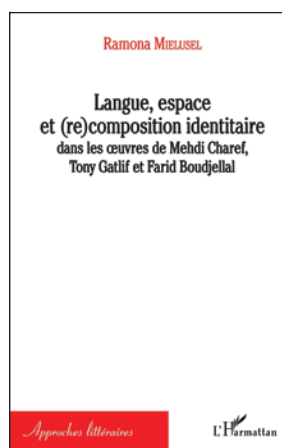 Ramona MIELUSEL
Langue, espace
et (re)composition identitaire
dans les œuvres de Mehdi Charef,
Tony Gatlif et Farid Boudjellal
Approches littéraires
L'Harmattan